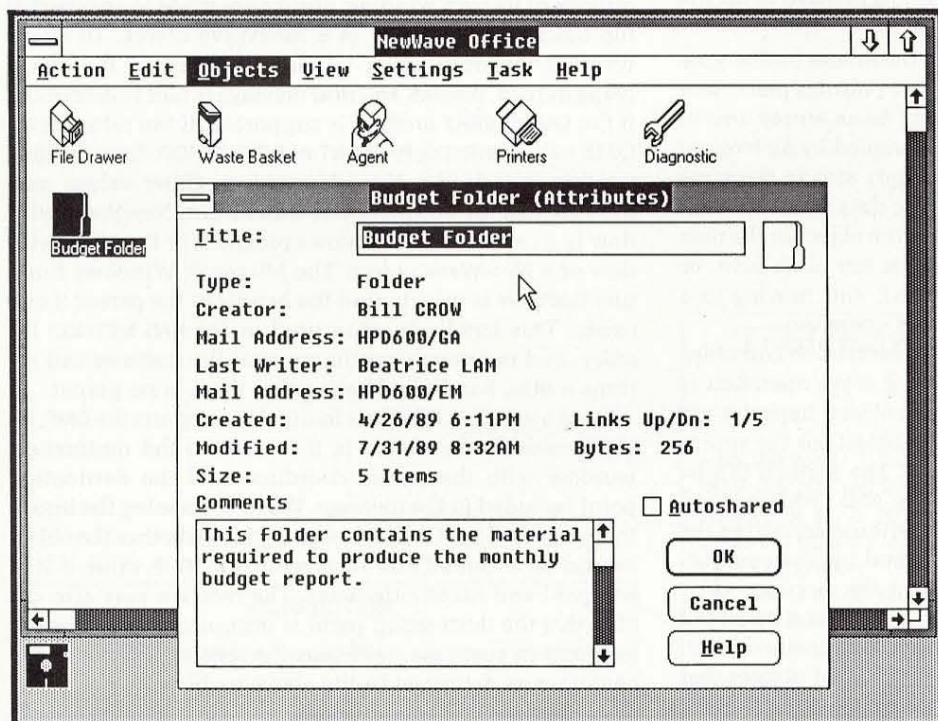 NewWave Office
Action Edit Objects View Settings Task Help
File Drawer Waste Basket Agent Printers Diagnostic
Budget Folder
Budget Folder (Attributes)
Title: Budget Folder
Type: Folder
Creator: Bill CROW
Mail Address: HPD600/GA
Last Writer: Beatrice LAM
Mail Address: HPD600/EM
Created: 4/26/89 6:11PM Links Up/Dn: 1/5
Modified: 7/31/89 8:32AM Bytes: 256
Size: 5 Items
Comments
Autoshared
This folder contains the material
required to produce the monthly
budget report.
OK
Cancel
Help